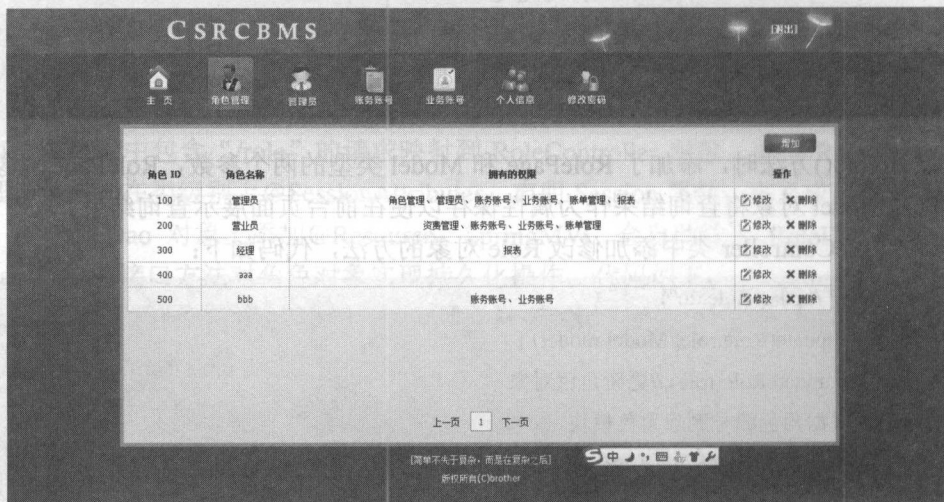 CSRCBMS
[退出]
主 页 角色管理 管理员 账务账号 业务账号 个人信息 修改密码
增加
角色 ID 角色名称 拥有的权限 操作
100 管理员 角色管理、管理员、账务账号、业务账号、账单管理、报表 修改 删除
200 营业员 资费管理、账务账号、业务账号、账单管理 修改 删除
300 经理 报表 修改 删除
400 aaa 修改 删除
500 bbb 账务账号、业务账号 修改 删除
上一页 1 下一页
[简单不先于复杂,而是在复杂之后]
中
版权所有(C)brother